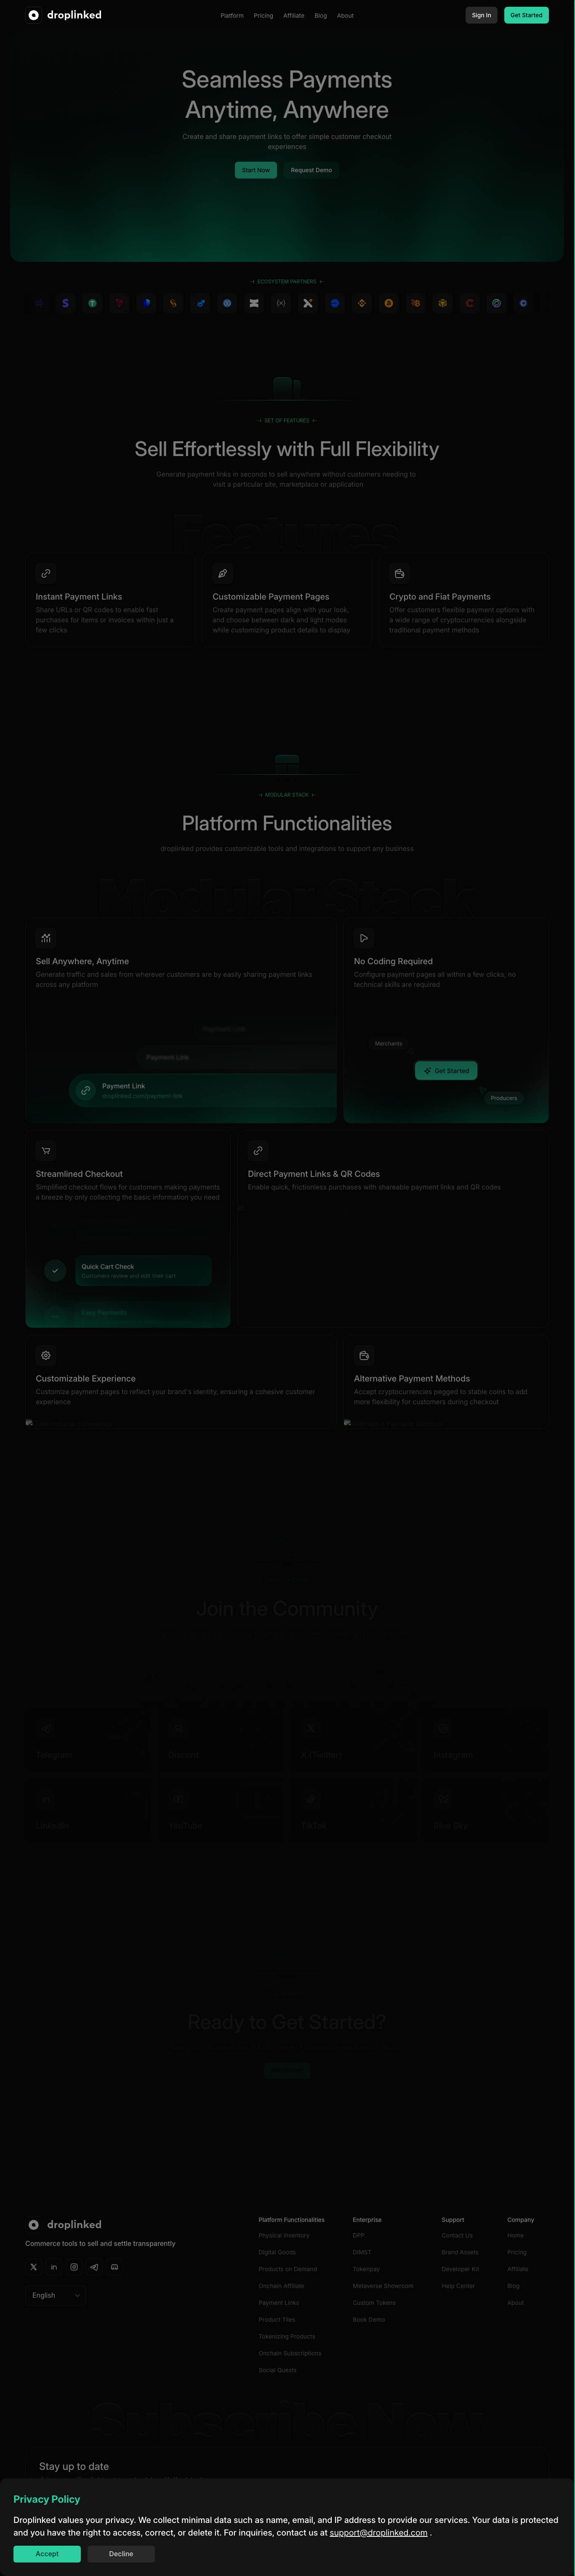 droplinked
Platform Pricing Affiliate Blog About
Sign In Get Started
Seamless Payments
Anytime, Anywhere
Create and share payment links to offer simple customer checkout
experiences
Start Now Request Demo
ECOSYSTEM PARTNERS
SET OF FEATURES
Sell Effortlessly with Full Flexibility
Generate payment links in seconds to sell anywhere without customers needing to
visit a particular site, marketplace or application
Features
Instant Payment Links
Share URLs or QR codes to enable fast
purchases for items or invoices within just a
few clicks
Customizable Payment Pages
Create payment pages align with your look,
and choose between dark and light modes
while customizing product details to display
Crypto and Fiat Payments
Offer customers flexible payment options with
a wide range of cryptocurrencies alongside
traditional payment methods
MODULAR STACK
Platform Functionalities
droplinked provides customizable tools and integrations to support any business
Modular Stack
Sell Anywhere, Anytime
Generate traffic and sales from wherever customers are by easily sharing payment links
across any platform
Payment Link
Payment Link
Payment Link
droplinked.com/payment-link
No Coding Required
Configure payment pages all within a few clicks, no
technical skills are required
Merchants
Get Started
Producers
Streamlined Checkout
Simplified checkout flows for customers making payments
a breeze by only collecting the basic information you need
Quick Cart Check
Customers review and edit their cart
Easy Payments
Direct Payment Links & QR Codes
Enable quick, frictionless purchases with shareable payment links and QR codes
Customizable Experience
Customize payment pages to reflect your brand's identity, ensuring a cohesive customer
experience
Alternative Payment Methods
Accept cryptocurrencies pegged to stable coins to add
more flexibility for customers during checkout
Join the Community
Telegram
Discord
X (Twitter)
Instagram
LinkedIn
YouTube
TikTok
Blue Sky
Ready to Get Started?
droplinked
Commerce tools to sell and settle transparently
English
Platform Functionalities
Physical Inventory
Digital Goods
Products on Demand
Onchain Affiliate
Payment Links
Product Tiles
Tokenizing Products
Onchain Subscriptions
Social Quests
Enterprise
DPP
D3MST
Tokenpay
Metaverse Showroom
Custom Tokens
Book Demo
Support
Contact Us
Brand Assets
Developer Kit
Help Center
Company
Home
Pricing
Affiliate
Blog
About
Subscribe Now
Stay up to date
Privacy Policy
Droplinked values your privacy. We collect minimal data such as name, email, and IP address to provide our services. Your data is protected
and you have the right to access, correct, or delete it. For inquiries, contact us at support@droplinked.com .
Accept Decline